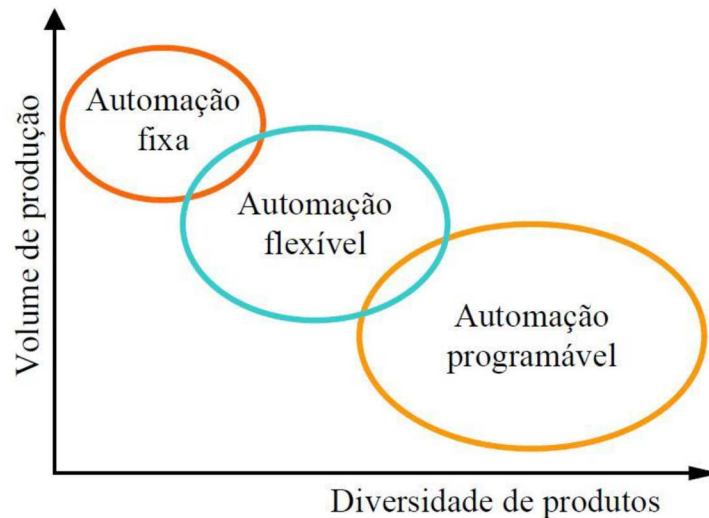 Automação
fixa
Automação
flexível
Automação
programável
Volume de produção
Diversidade de produtos